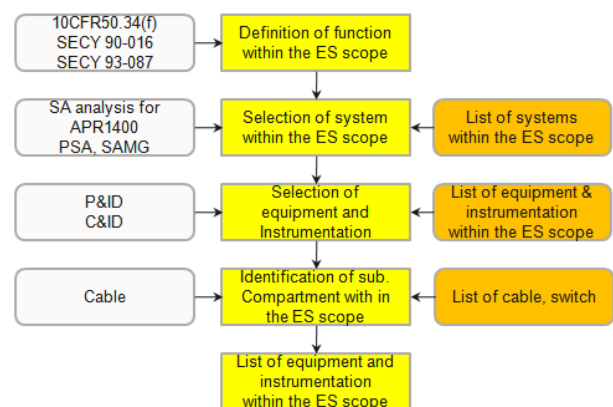 10CFR50.34(f)
SECY 90-016
SECY 93-087
Definition of function
within the ES scope
SA analysis for
APR1400
PSA, SAMG
Selection of system
within the ES scope
List of systems
within the ES scope
P&ID
C&ID
Selection of
equipment and
Instrumentation
List of equipment &
instrumentation
within the ES scope
Cable
Identification of sub.
Compartment with in
the ES scope
List of cable, switch
List of equipment and
instrumentation
within the ES scope